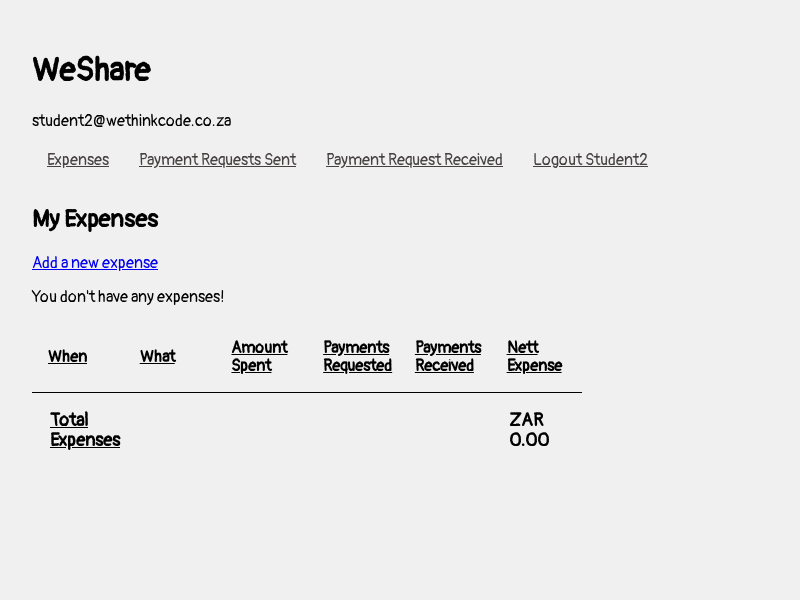 WeShare
student2@wethinkcode.co.za
Expenses Payment Requests Sent Payment Request Received Logout Student2
My Expenses
Add a new expense
You don't have any expenses!
When What Amount Spent Payments Requested Payments Received Nett Expense
Total Expenses ZAR 0.00